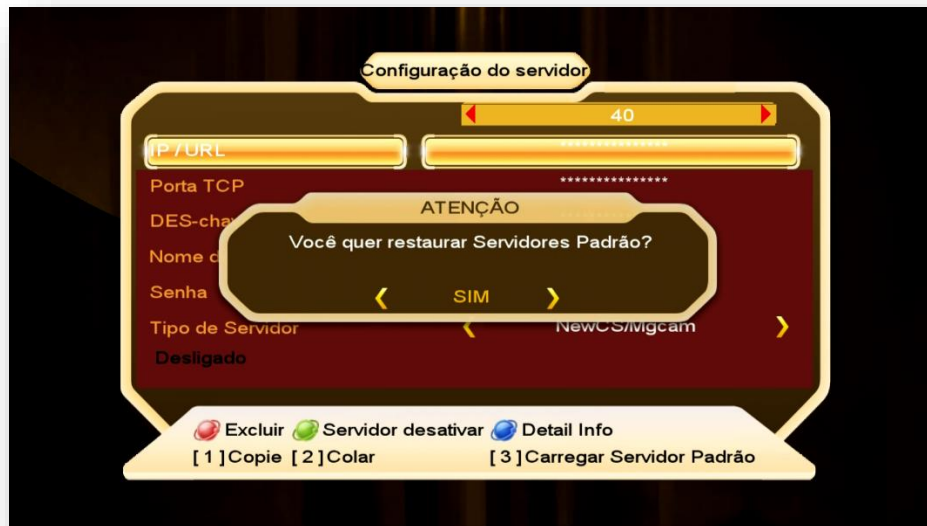 Configuração do servidor
40
IP / URL ***************
Porta TCP ***************
DES-cha
ATENÇÃO
Você quer restaurar Servidores Padrão?
Nome d
Senha
SIM
Tipo de Servidor NewCS/Mgcam
Desligado
Excluir Servidor desativar Detail Info
[ 1 ]Copie [ 2 ]Colar [ 3 ]Carregar Servidor Padrão